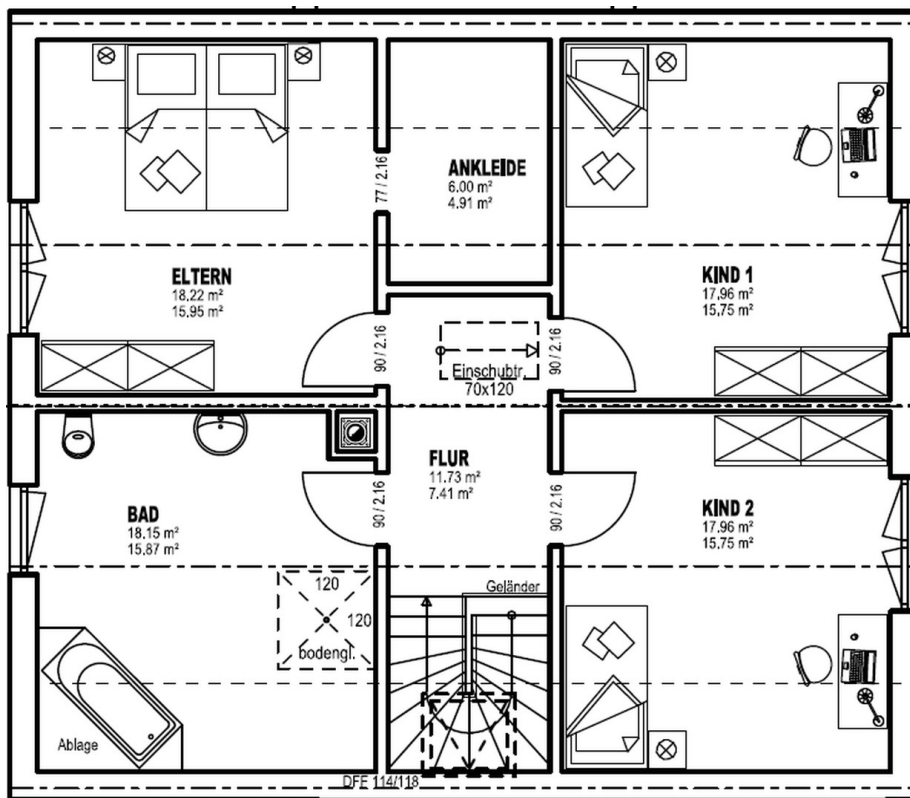 ANKLEIDE
6.00 m²
4.91 m²
77 / 2.16
ELTERN
18.22 m²
15.95 m²
KIND 1
17.96 m²
15.75 m²
90 / 2.16
90 / 2.16
Einschubtr.
70x120
FLUR
11.73 m²
7.41 m²
BAD
18.15 m²
15.87 m²
90 / 2.16
90 / 2.16
KIND 2
17.96 m²
15.75 m²
120
120
bodengl.
Geländer
Ablage
DFF 114/118